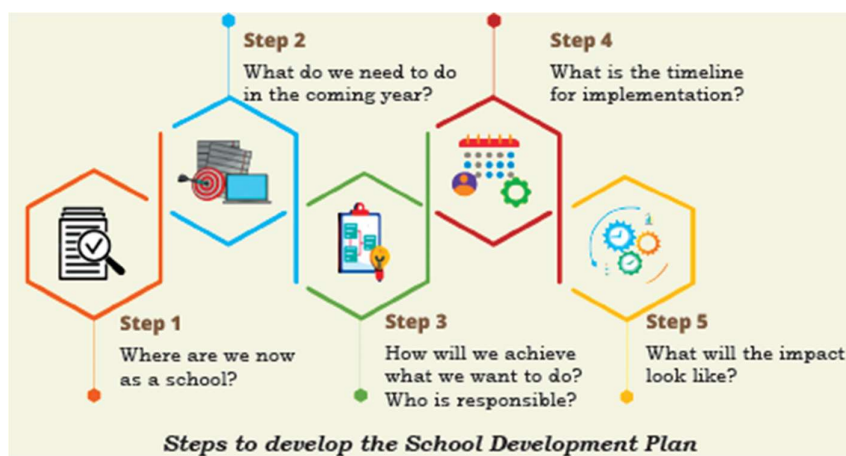 Step 1
Where are we now
as a school?
Step 2
What do we need to do
in the coming year?
Step 3
How will we achieve
what we want to do?
Who is responsible?
Step 4
What is the timeline
for implementation?
Step 5
What will the impact
look like?
Steps to develop the School Development Plan